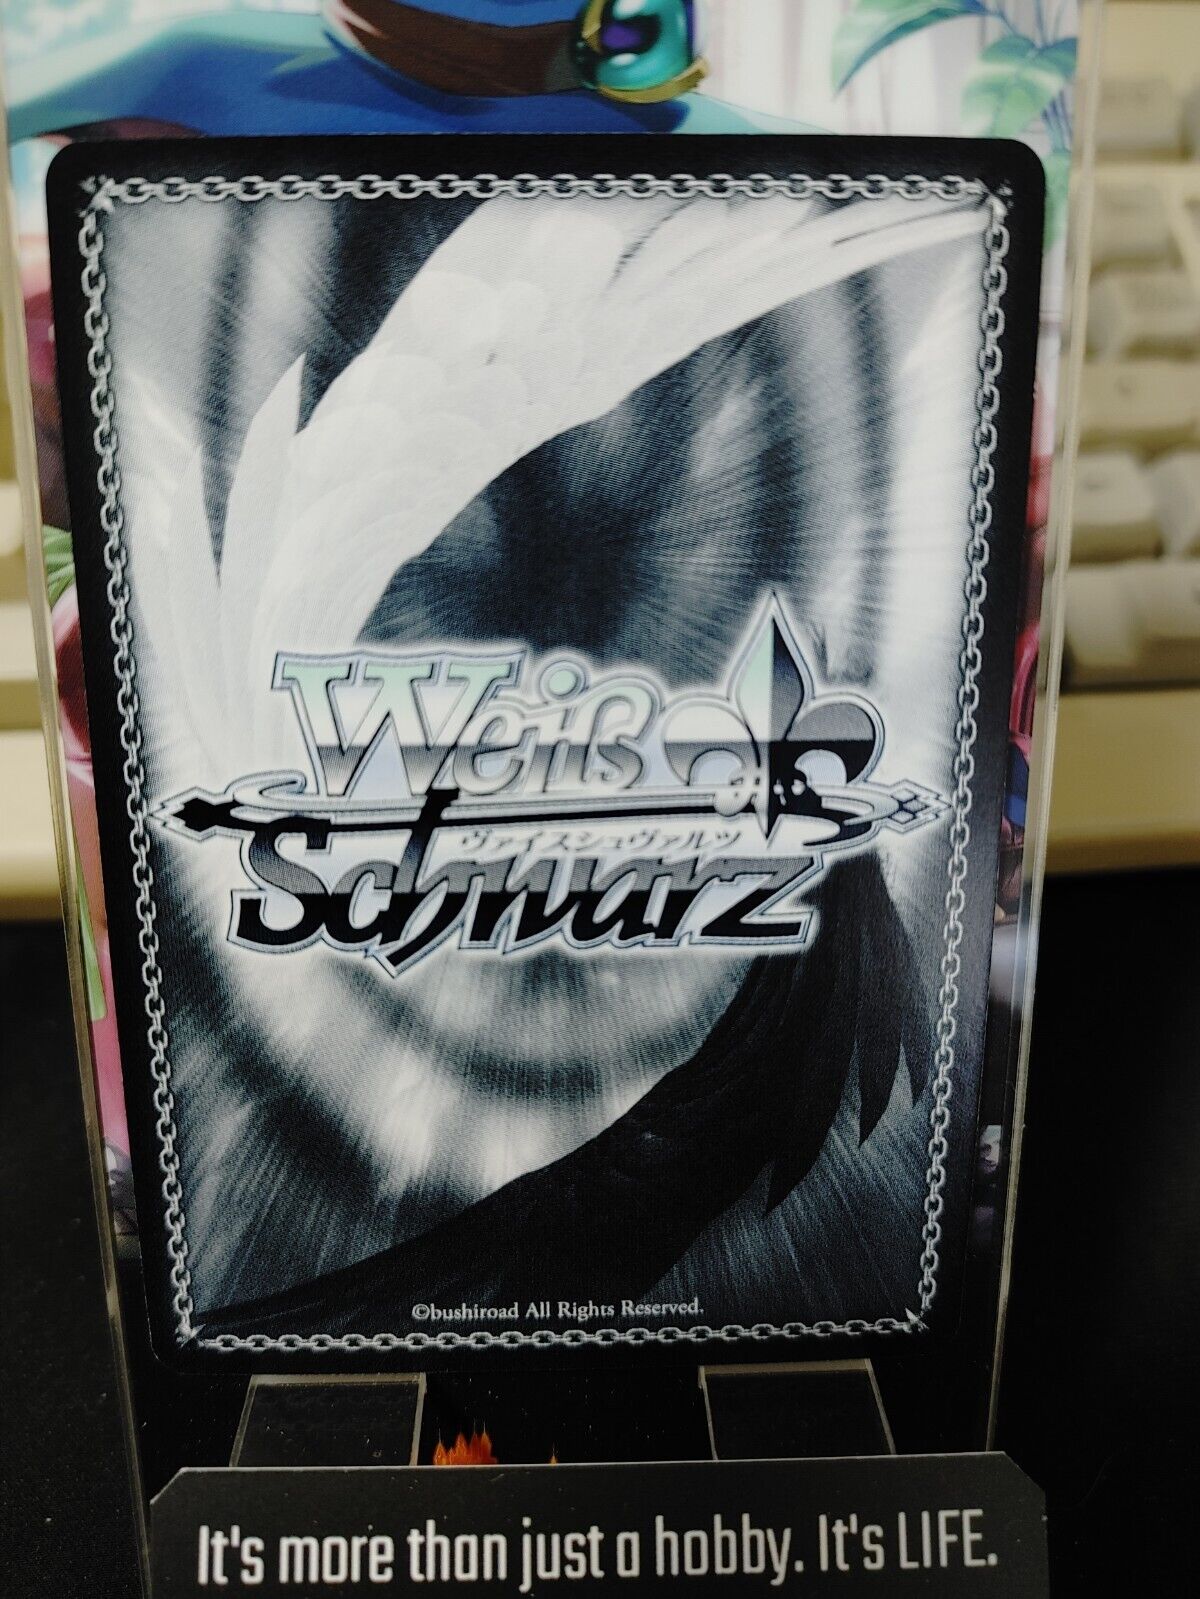 Weiß
ヴァイスシュヴァルツ
Schwarz
©bushiroad All Rights Reserved.
It's more than just a hobby. It's LIFE.